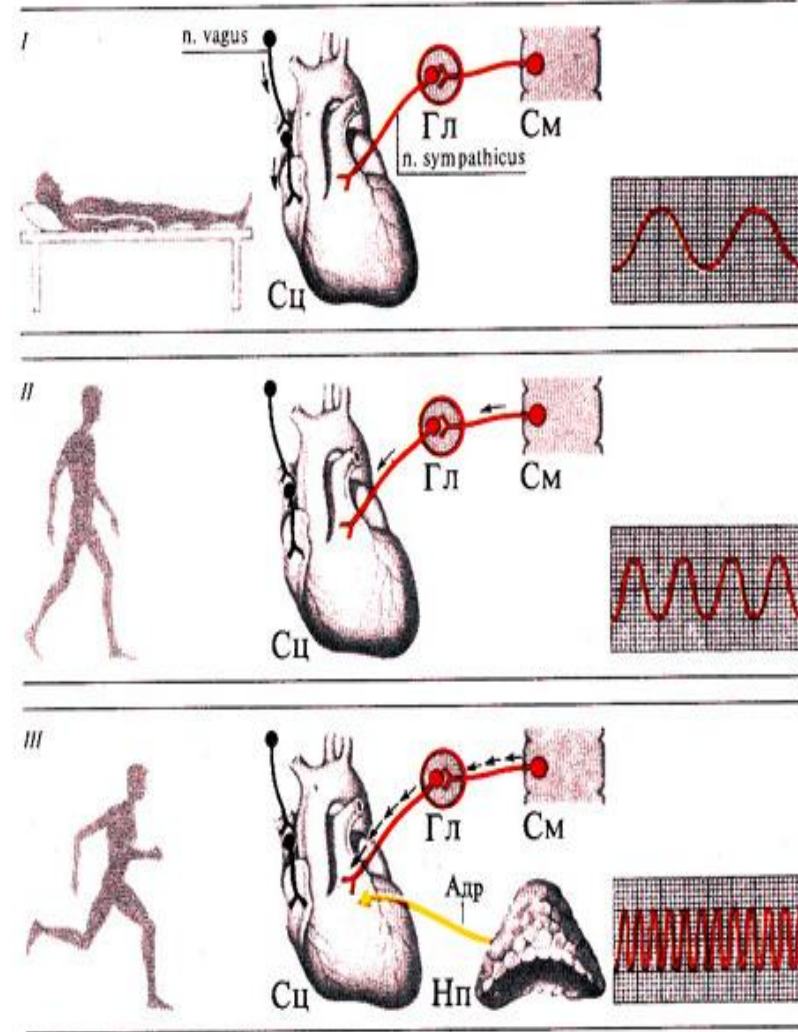 I
n. vagus
Гл
См
n. sympathicus
Сц
II
Гл
См
Сц
III
Гл
См
Адр
Сц
Нп